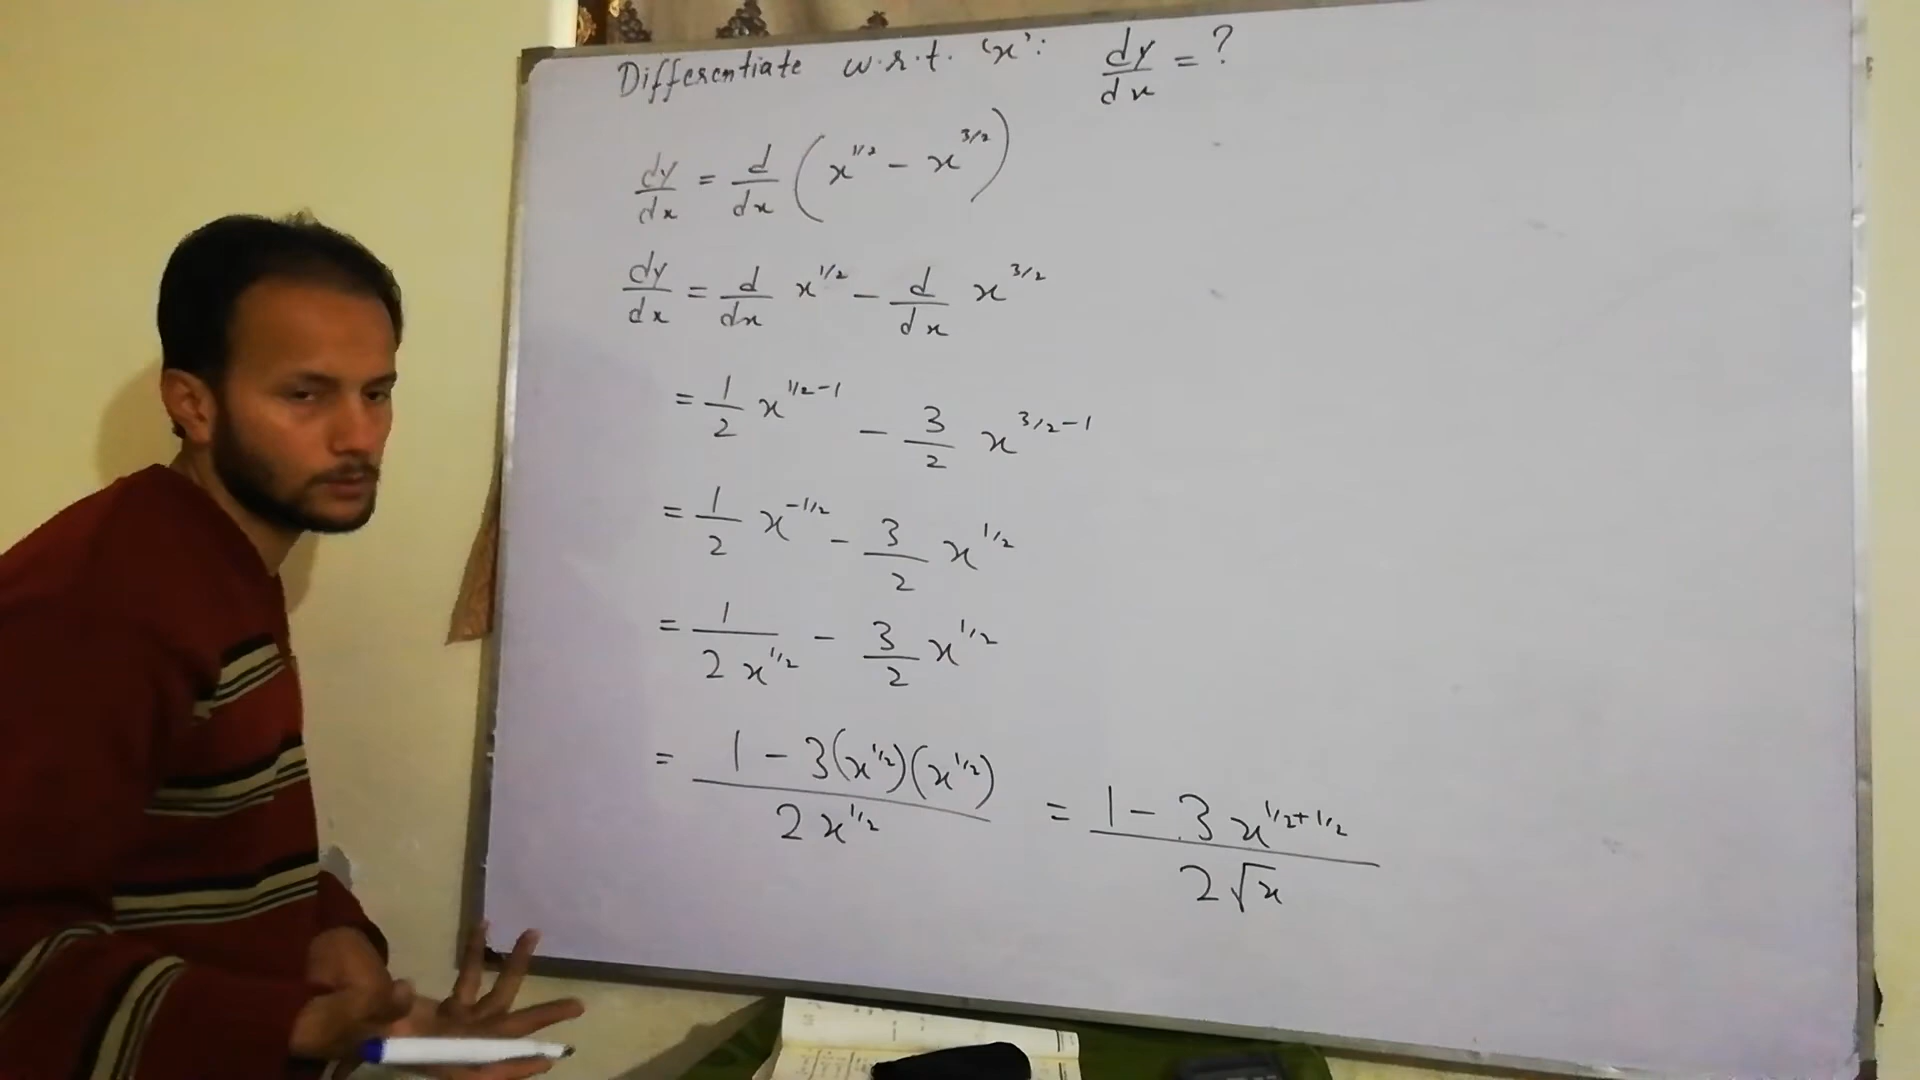 Differentiate w.r.t. 'x': dy/dx = ?
dy/dx = d/dx (x^1/2 - x^3/2)
dy/dx = d/dx x^1/2 - d/dx x^3/2
= 1/2 x^1/2-1 - 3/2 x^3/2-1
= 1/2 x^-1/2 - 3/2 x^1/2
= 1/2x^1/2 - 3/2 x^1/2
= 1-3(x^1/2)(x^1/2)/2x^1/2 = 1-3x^1/2+1/2/2√x